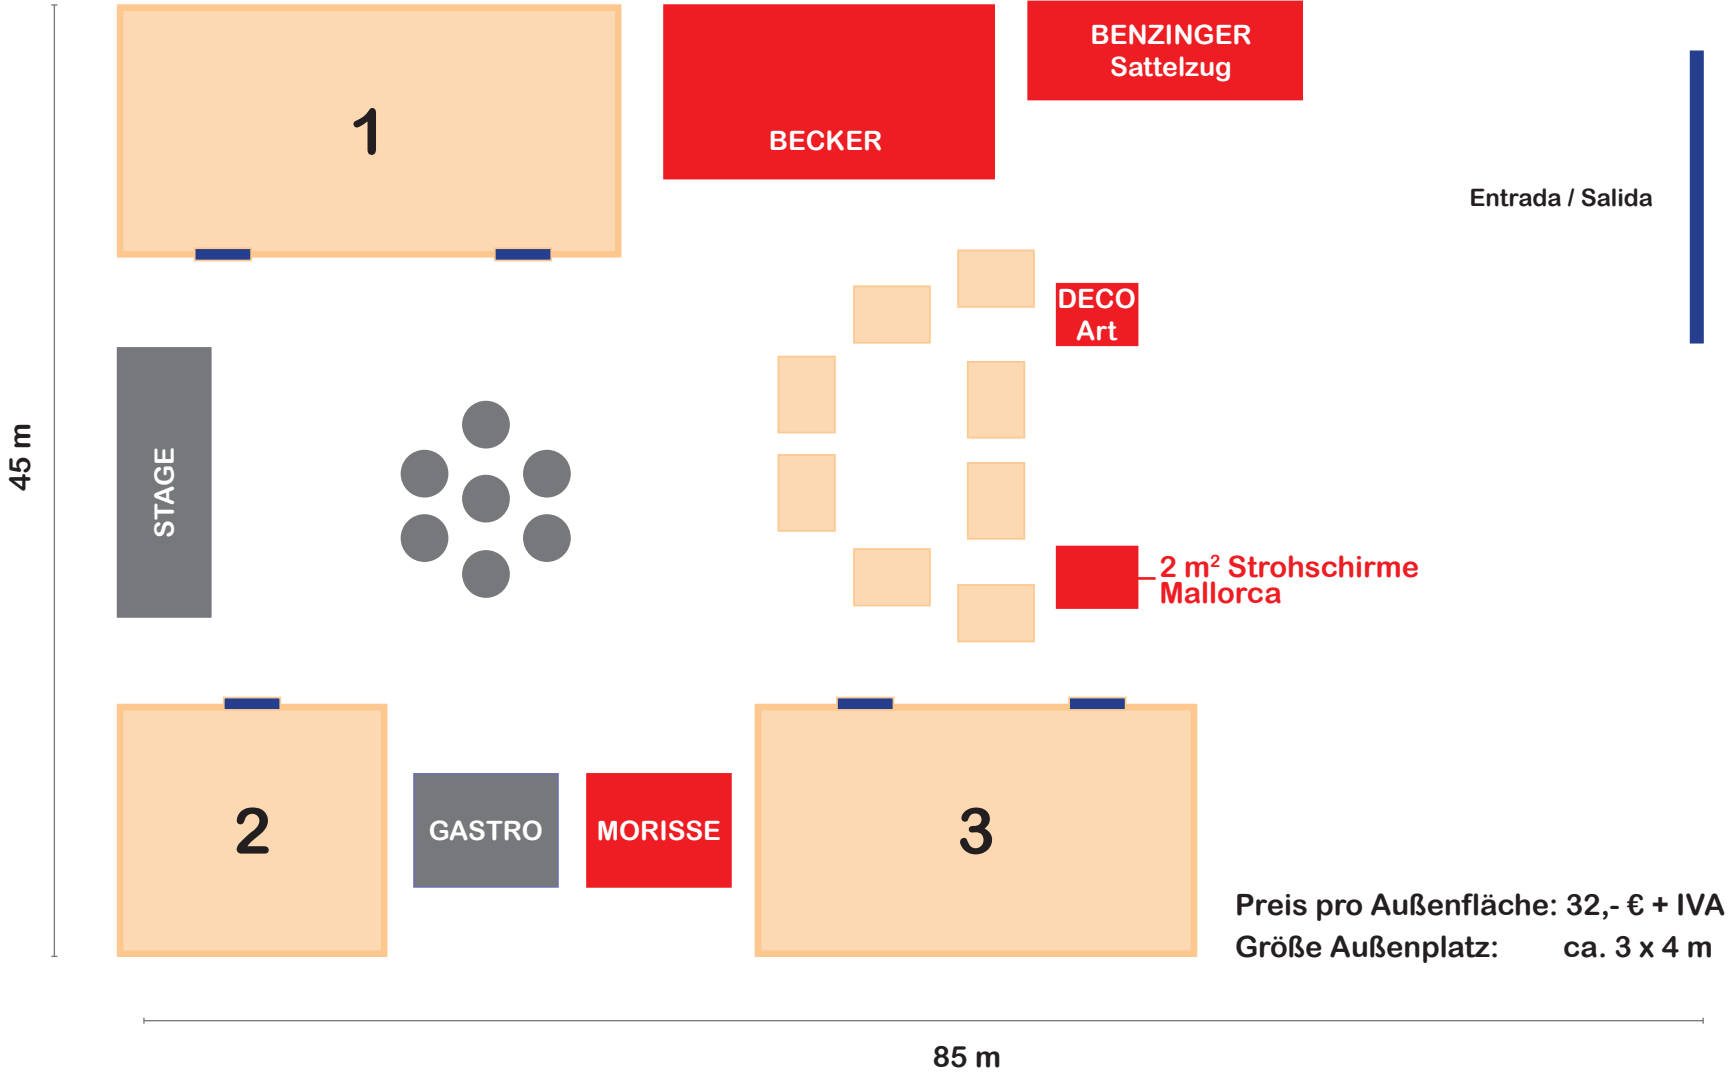 BENZINGER
Sattelzug
1
BECKER
Entrada / Salida
DECO
Art
45 m
STAGE
2 m² Strohschirme
Mallorca
2
GASTRO
MORISSE
3
Preis pro Außenfläche: 32,- € + IVA
Größe Außenplatz: ca. 3 x 4 m
85 m